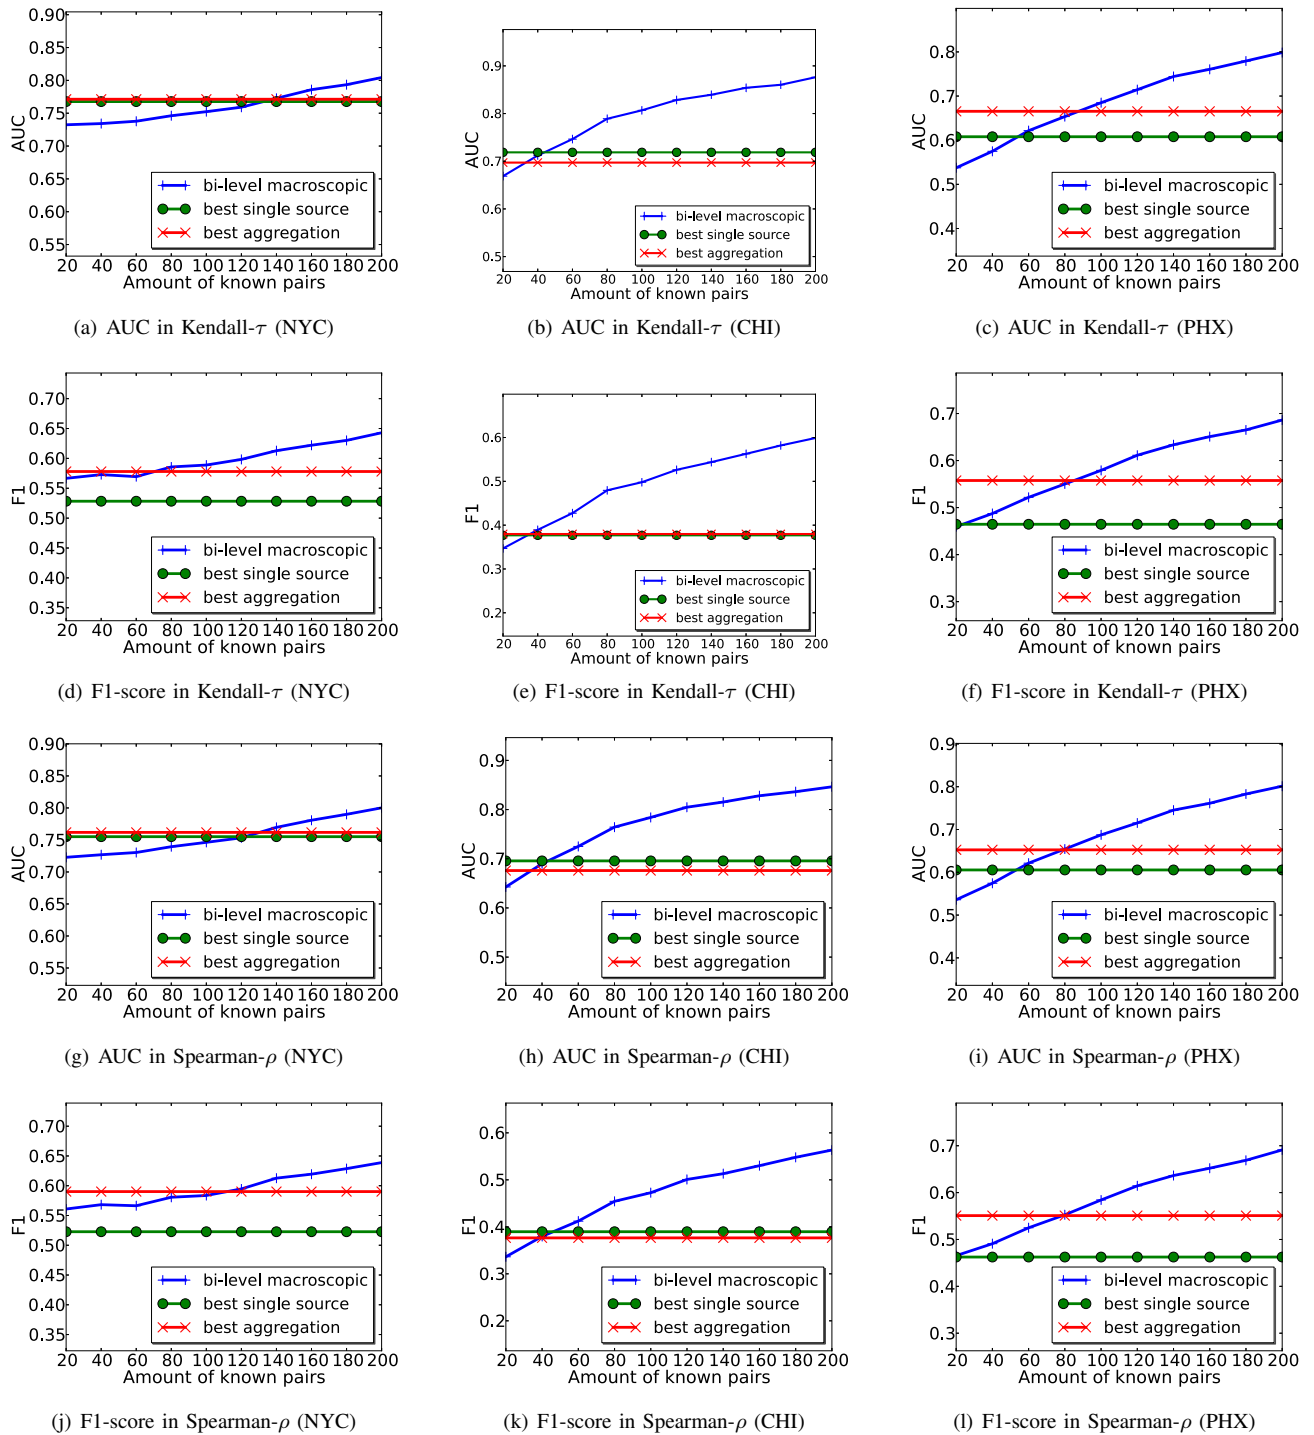 0.90
0.85
0.80
0.75
0.70
0.65
0.60
0.55
AUC
bi-level macroscopic
best single source
best aggregation
20 40 60 80 100 120 140 160 180 200
Amount of known pairs
(a) AUC in Kendall-τ (NYC)
0.9
0.8
0.7
0.6
0.5
AUC
bi-level macroscopic
best single source
best aggregation
20 40 60 80 100 120 140 160 180 200
Amount of known pairs
(b) AUC in Kendall-τ (CHI)
0.8
0.7
0.6
0.5
0.4
AUC
bi-level macroscopic
best single source
best aggregation
20 40 60 80 100 120 140 160 180 200
Amount of known pairs
(c) AUC in Kendall-τ (PHX)
0.70
0.65
0.60
0.55
0.50
0.45
0.40
0.35
F1
bi-level macroscopic
best single source
best aggregation
20 40 60 80 100 120 140 160 180 200
Amount of known pairs
(d) F1-score in Kendall-τ (NYC)
0.6
0.5
0.4
0.3
0.2
F1
bi-level macroscopic
best single source
best aggregation
20 40 60 80 100 120 140 160 180 200
Amount of known pairs
(e) F1-score in Kendall-τ (CHI)
0.7
0.6
0.5
0.4
0.3
F1
bi-level macroscopic
best single source
best aggregation
20 40 60 80 100 120 140 160 180 200
Amount of known pairs
(f) F1-score in Kendall-τ (PHX)
0.90
0.85
0.80
0.75
0.70
0.65
0.60
0.55
AUC
bi-level macroscopic
best single source
best aggregation
20 40 60 80 100 120 140 160 180 200
Amount of known pairs
(g) AUC in Spearman-ρ (NYC)
0.9
0.8
0.7
0.6
0.5
AUC
bi-level macroscopic
best single source
best aggregation
20 40 60 80 100 120 140 160 180 200
Amount of known pairs
(h) AUC in Spearman-ρ (CHI)
0.9
0.8
0.7
0.6
0.5
0.4
AUC
bi-level macroscopic
best single source
best aggregation
20 40 60 80 100 120 140 160 180 200
Amount of known pairs
(i) AUC in Spearman-ρ (PHX)
0.70
0.65
0.60
0.55
0.50
0.45
0.40
0.35
F1
bi-level macroscopic
best single source
best aggregation
20 40 60 80 100 120 140 160 180 200
Amount of known pairs
(j) F1-score in Spearman-ρ (NYC)
0.6
0.5
0.4
0.3
0.2
F1
bi-level macroscopic
best single source
best aggregation
20 40 60 80 100 120 140 160 180 200
Amount of known pairs
(k) F1-score in Spearman-ρ (CHI)
0.7
0.6
0.5
0.4
0.3
F1
bi-level macroscopic
best single source
best aggregation
20 40 60 80 100 120 140 160 180 200
Amount of known pairs
(l) F1-score in Spearman-ρ (PHX)